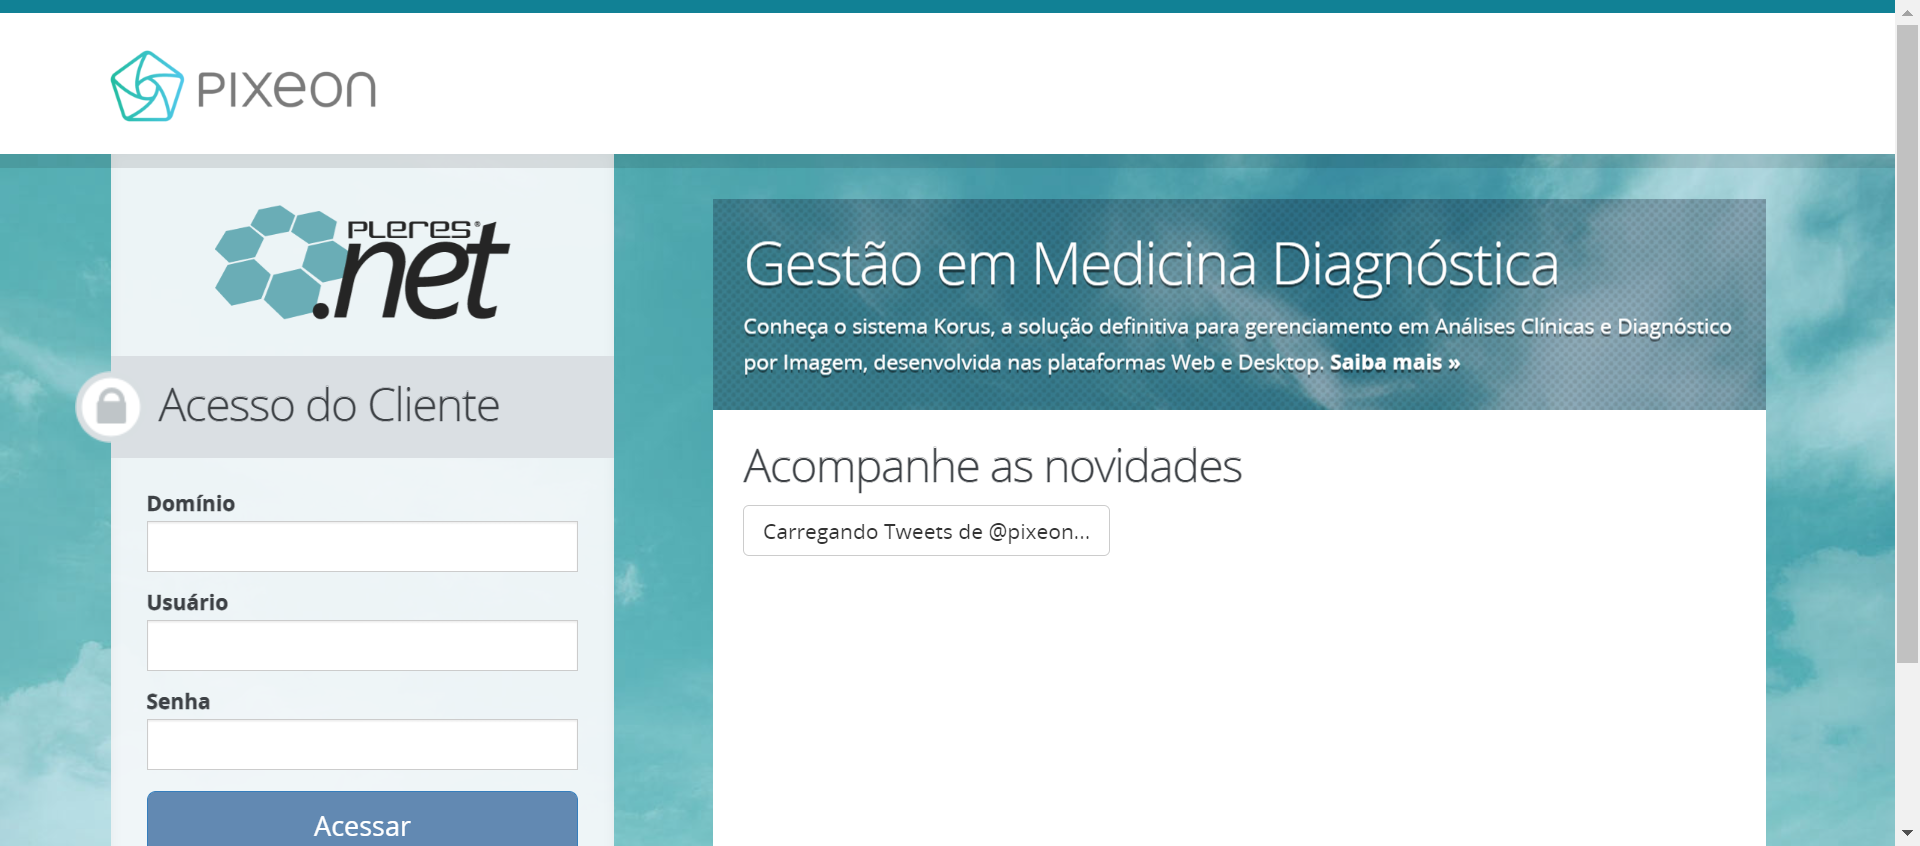 pixeon
PLERES®
.net
Acesso do Cliente
Domínio
Usuário
Senha
Acessar
Gestão em Medicina Diagnóstica
Conheça o sistema Korus, a solução definitiva para gerenciamento em Análises Clínicas e Diagnóstico
por Imagem, desenvolvida nas plataformas Web e Desktop. Saiba mais »
Acompanhe as novidades
Carregando Tweets de @pixeon...